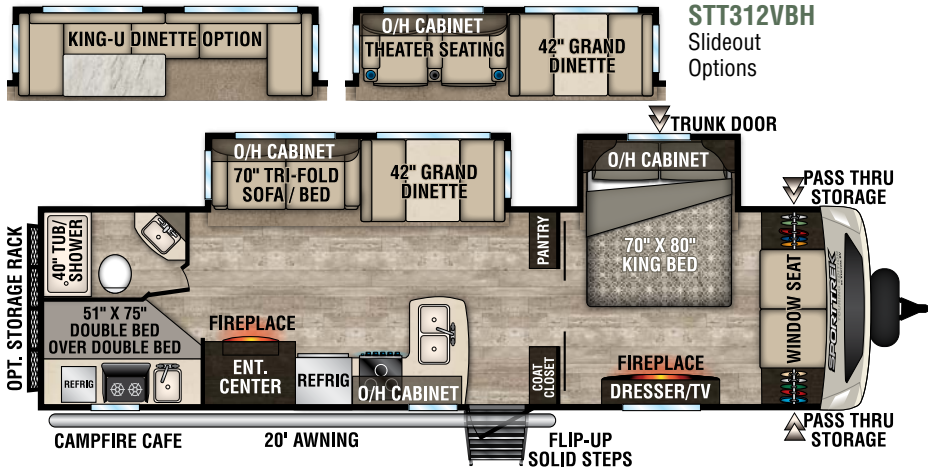 STT312VBH
Slideout
Options
KING-U DINETTE OPTION
O/H CABINET
THEATER SEATING
42" GRAND
DINETTE
TRUNK DOOR
O/H CABINET
70" TRI-FOLD
SOFA / BED
42" GRAND
DINETTE
O/H CABINET
70" X 80"
KING BED
PASS THRU
STORAGE
OPT. STORAGE RACK
40" TUB/
SHOWER
PANTRY
WINDOW SEAT
SPORTTREK
51" X 75"
DOUBLE BED
OVER DOUBLE BED
FIREPLACE
ENT.
CENTER
REFRIG
REFRIG
O/H CABINET
COAT
CLOSET
FIREPLACE
DRESSER/TV
CAMPFIRE CAFE
20' AWNING
FLIP-UP
SOLID STEPS
PASS THRU
STORAGE